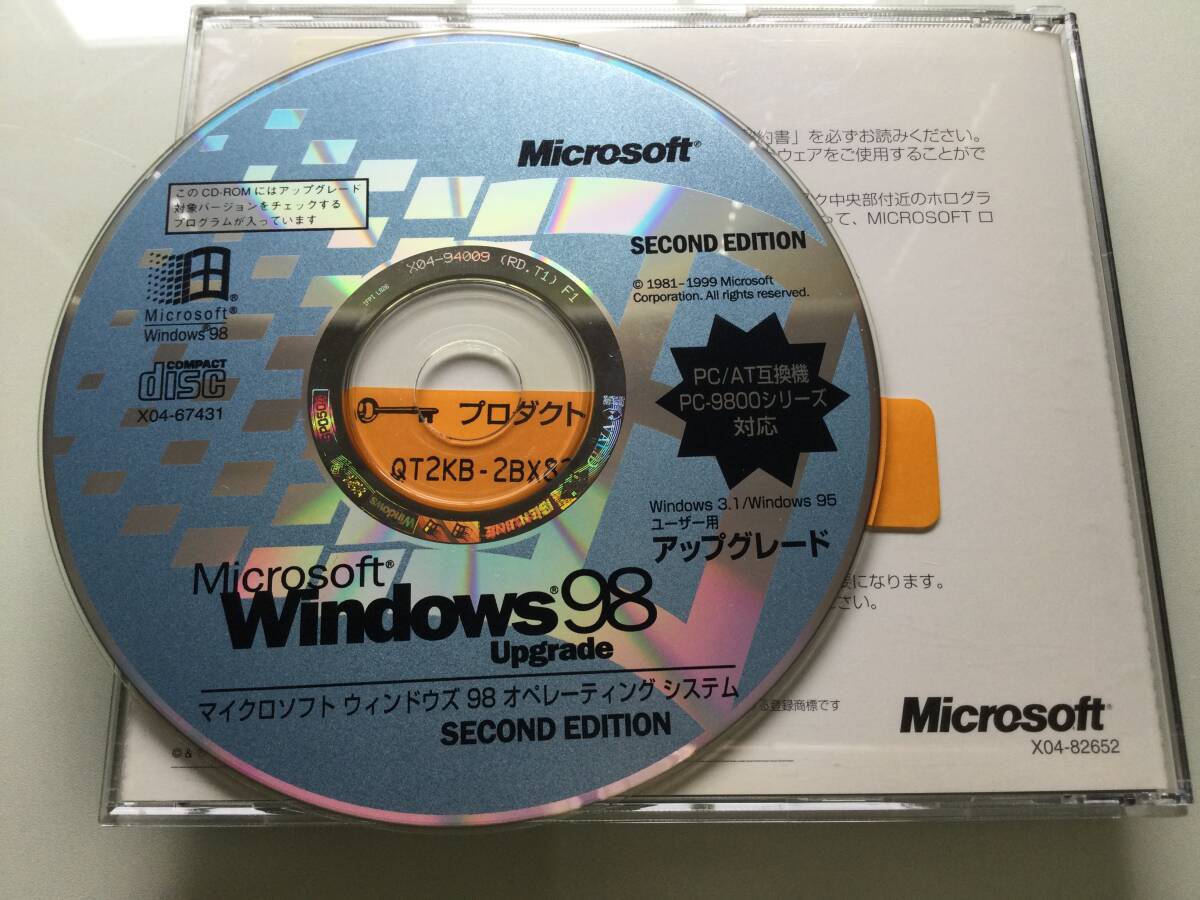 Microsoft®
このCD-ROMにはアップグレード
対象バージョンをチェックする
プログラムが入っています
SECOND EDITION
© 1981-1999 Microsoft
Corporation. All rights reserved.
Microsoft®
Windows®98
COMPACT
disc
X04-67431
X04-94009 (RD.T1) F1
PC/AT互換機
PC-9800シリーズ
対応
プロダクト
QT2KB-2BX8
Windows 3.1/Windows 95
ユーザー用
アップグレード
Microsoft®
Windows®98
Upgrade
マイクロソフト ウィンドウズ 98 オペレーティング システム
SECOND EDITION
約書」を必ずお読みください。
ウェアをご使用することがで
ク中央部付近のホログラ
って、MICROSOFT ロ
になります。
さい。
登録商標です
Microsoft®
X04-82652